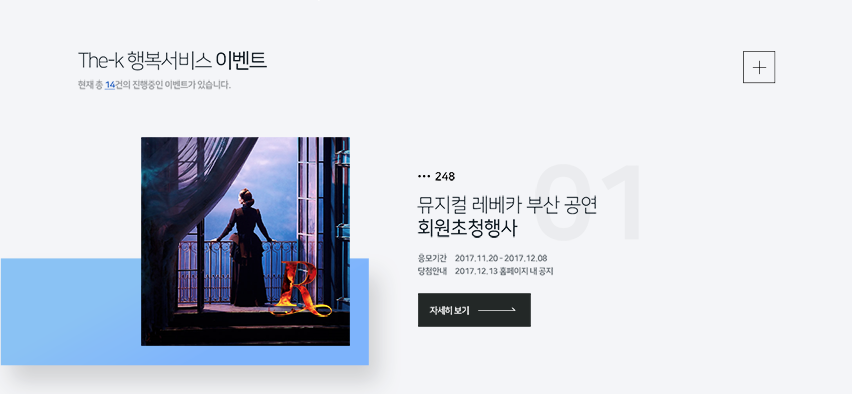 The-k 행복서비스 이벤트
현재 총 14건의 진행중인 이벤트가 있습니다.
01
••• 248
뮤지컬 레베카 부산 공연
회원초청행사
응모기간 2017.11.20 - 2017.12.08
당첨안내 2017.12.13 홈페이지 내 공지
자세히 보기
R